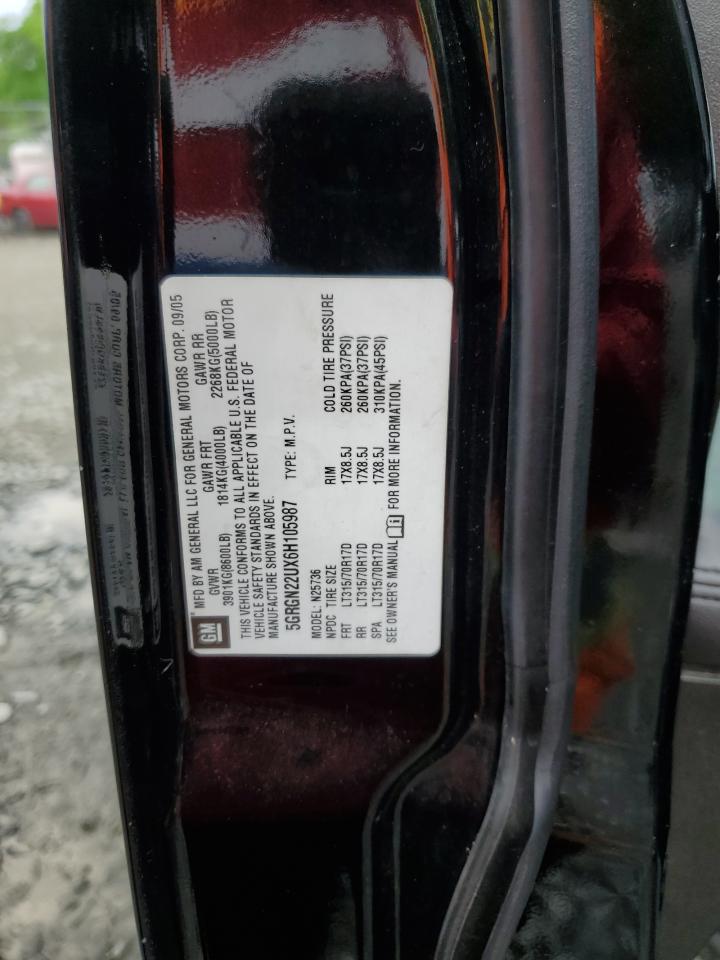 GM
MFD BY AM GENERAL LLC FOR GENERAL MOTORS CORP. 09/05
GVWR GAWR FRT GAWR RR
3901KG(8600LB) 1814KG(4000LB) 2268KG(5000LB)
THIS VEHICLE CONFORMS TO ALL APPLICABLE U.S. FEDERAL MOTOR
VEHICLE SAFETY STANDARDS IN EFFECT ON THE DATE OF
MANUFACTURE SHOWN ABOVE.
5GRGN22UX6H105987 TYPE: M.P.V.
MODEL: N25736
NPDC TIRE SIZE RIM COLD TIRE PRESSURE
FRT LT315/70R17D 17X8.5J 260KPA(37PSI)
RR LT315/70R17D 17X8.5J 260KPA(37PSI)
SPA LT315/70R17D 17X8.5J 310KPA(45PSI)
SEE OWNER'S MANUAL FOR MORE INFORMATION.